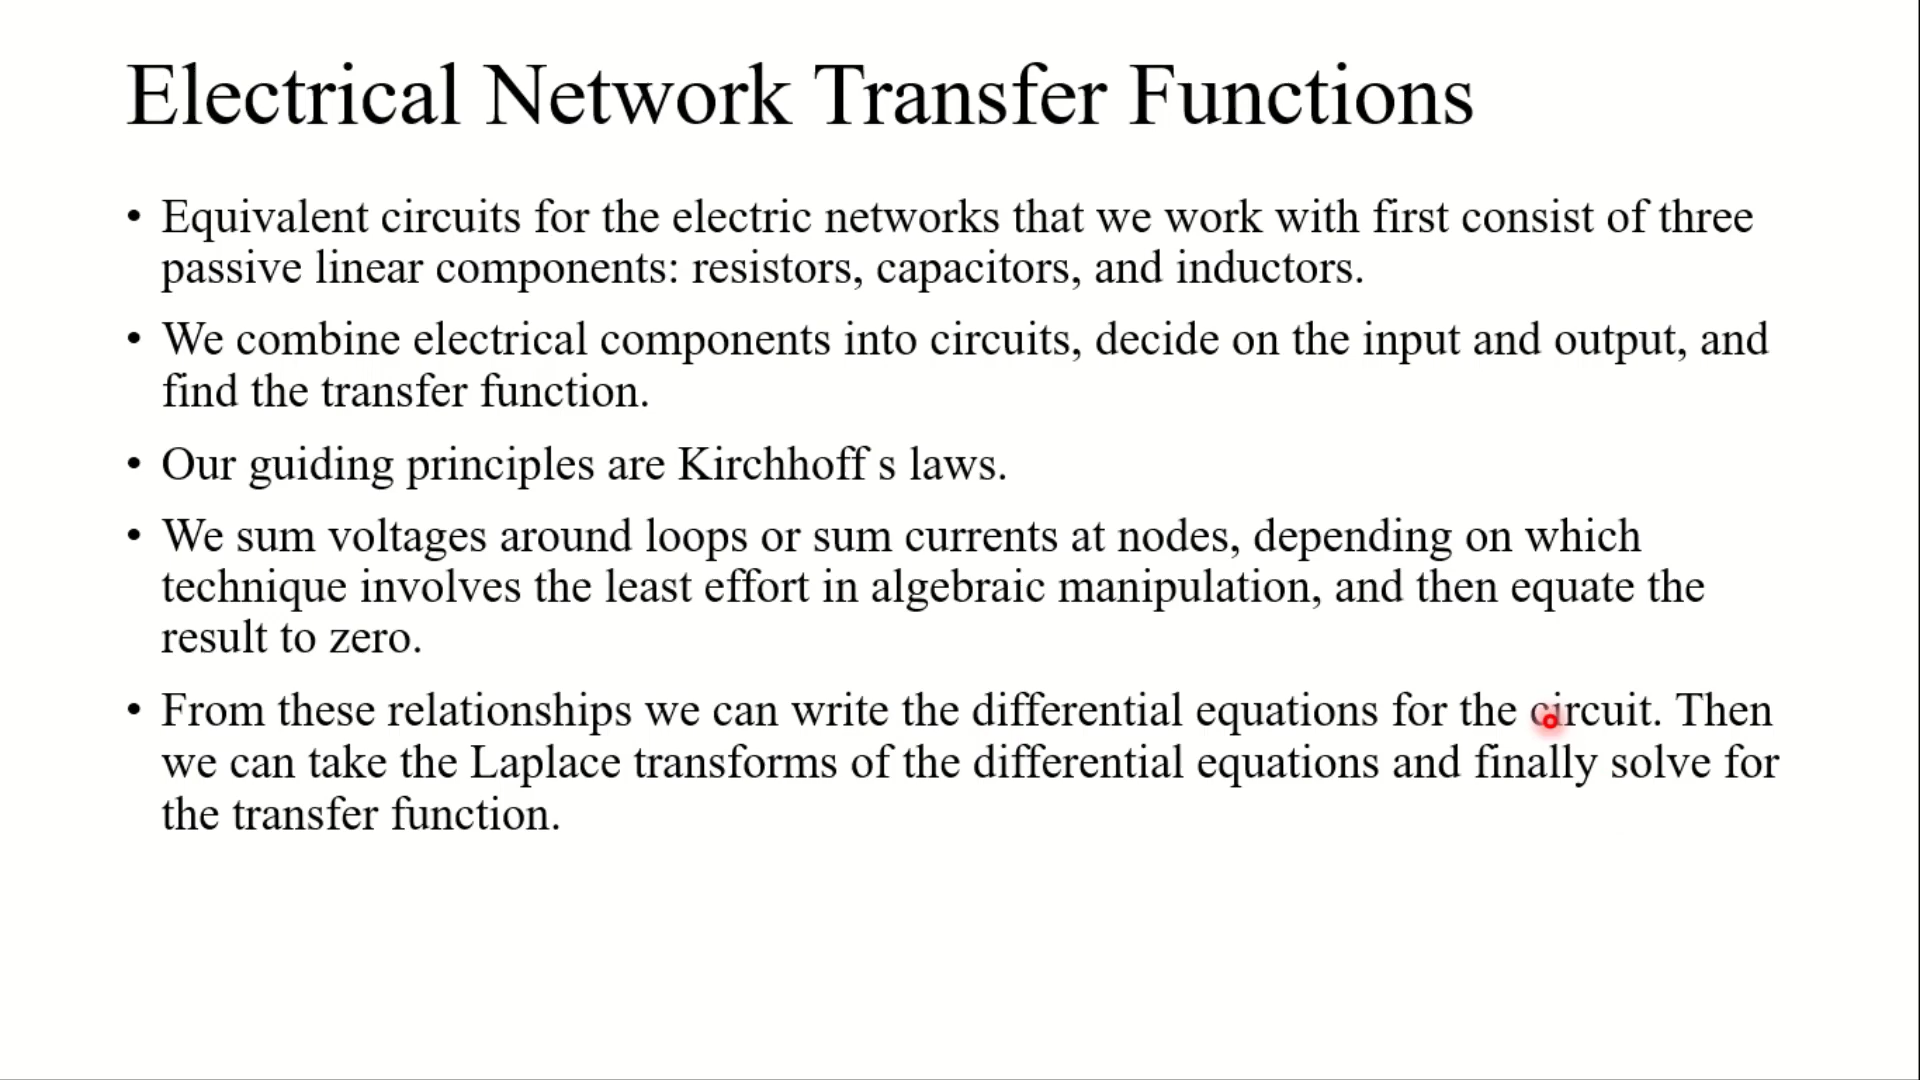 Electrical Network Transfer Functions
• Equivalent circuits for the electric networks that we work with first consist of three
passive linear components: resistors, capacitors, and inductors.
• We combine electrical components into circuits, decide on the input and output, and
find the transfer function.
• Our guiding principles are Kirchhoff s laws.
• We sum voltages around loops or sum currents at nodes, depending on which
technique involves the least effort in algebraic manipulation, and then equate the
result to zero.
• From these relationships we can write the differential equations for the circuit. Then
we can take the Laplace transforms of the differential equations and finally solve for
the transfer function.